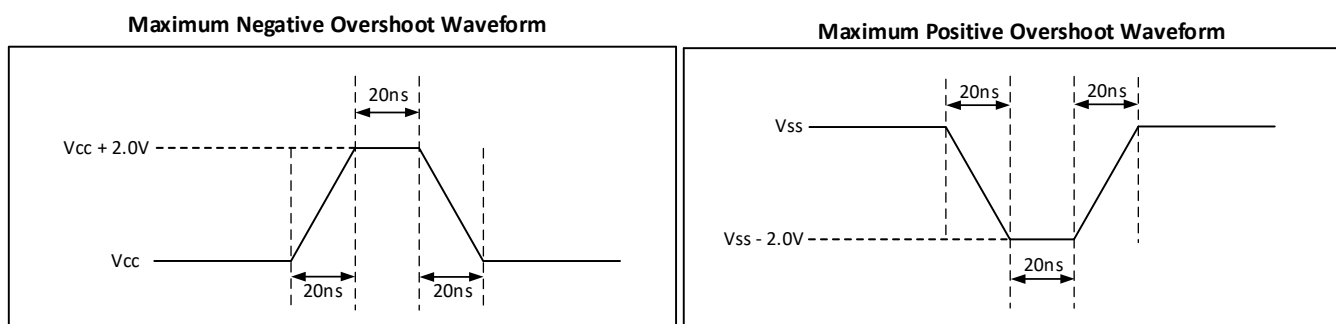 Maximum Negative Overshoot Waveform
20ns
Vcc + 2.0V
Vcc
20ns
20ns
Maximum Positive Overshoot Waveform
20ns
20ns
Vss
Vss - 2.0V
20ns